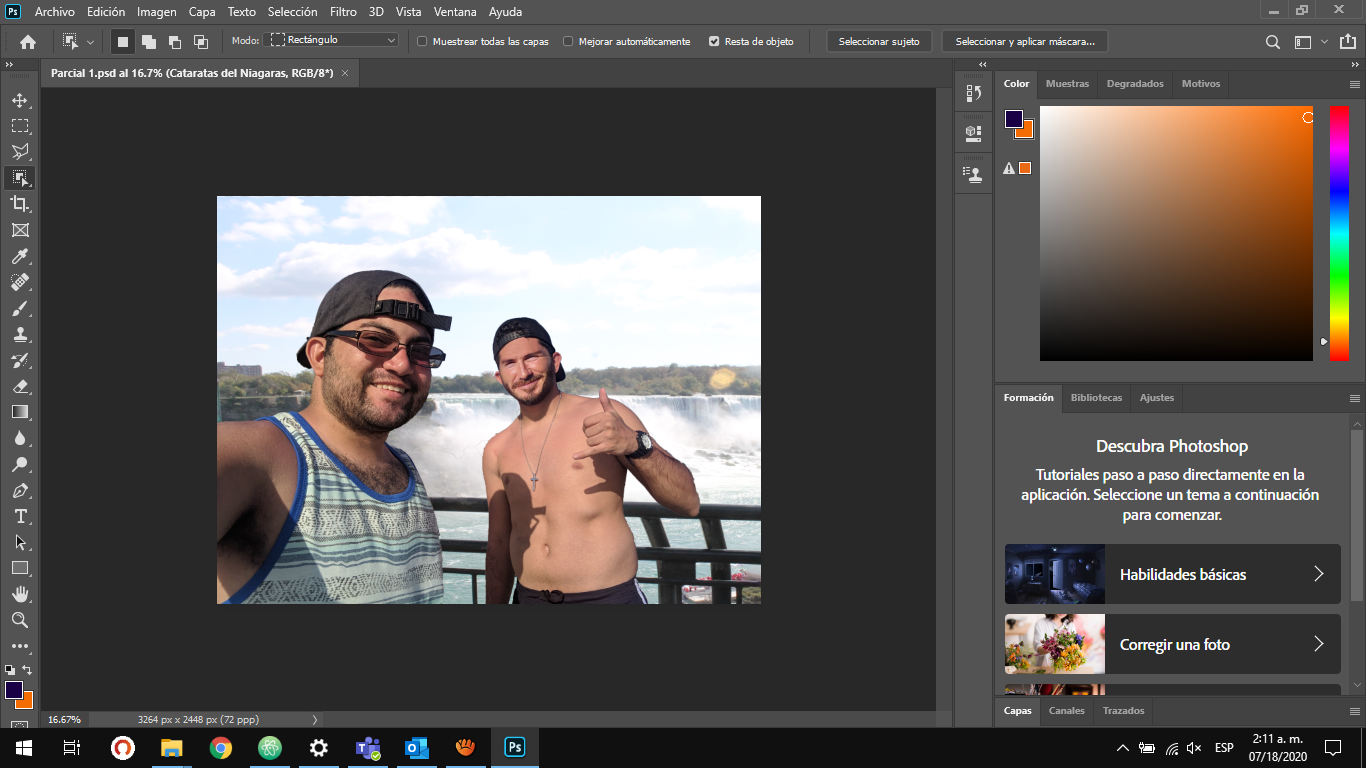 Ps Archivo Edición Imagen Capa Texto Selección Filtro 3D Vista Ventana Ayuda
Modo: Rectángulo Muestrear todas las capas Mejorar automáticamente Resta de objeto Seleccionar sujeto Seleccionar y aplicar máscara...
Parcial 1.psd al 16.7% (Cataratas del Niagaras, RGB/8*) ×
Color Muestras Degradados Motivos
Formación Bibliotecas Ajustes
Descubra Photoshop
Tutoriales paso a paso directamente en la
aplicación. Seleccione un tema a continuación
para comenzar.
Habilidades básicas
Corregir una foto
Capas Canales Trazados
16.67% 3264 px x 2448 px (72 ppp)
Ps ESP 2:11 a. m.
07/18/2020